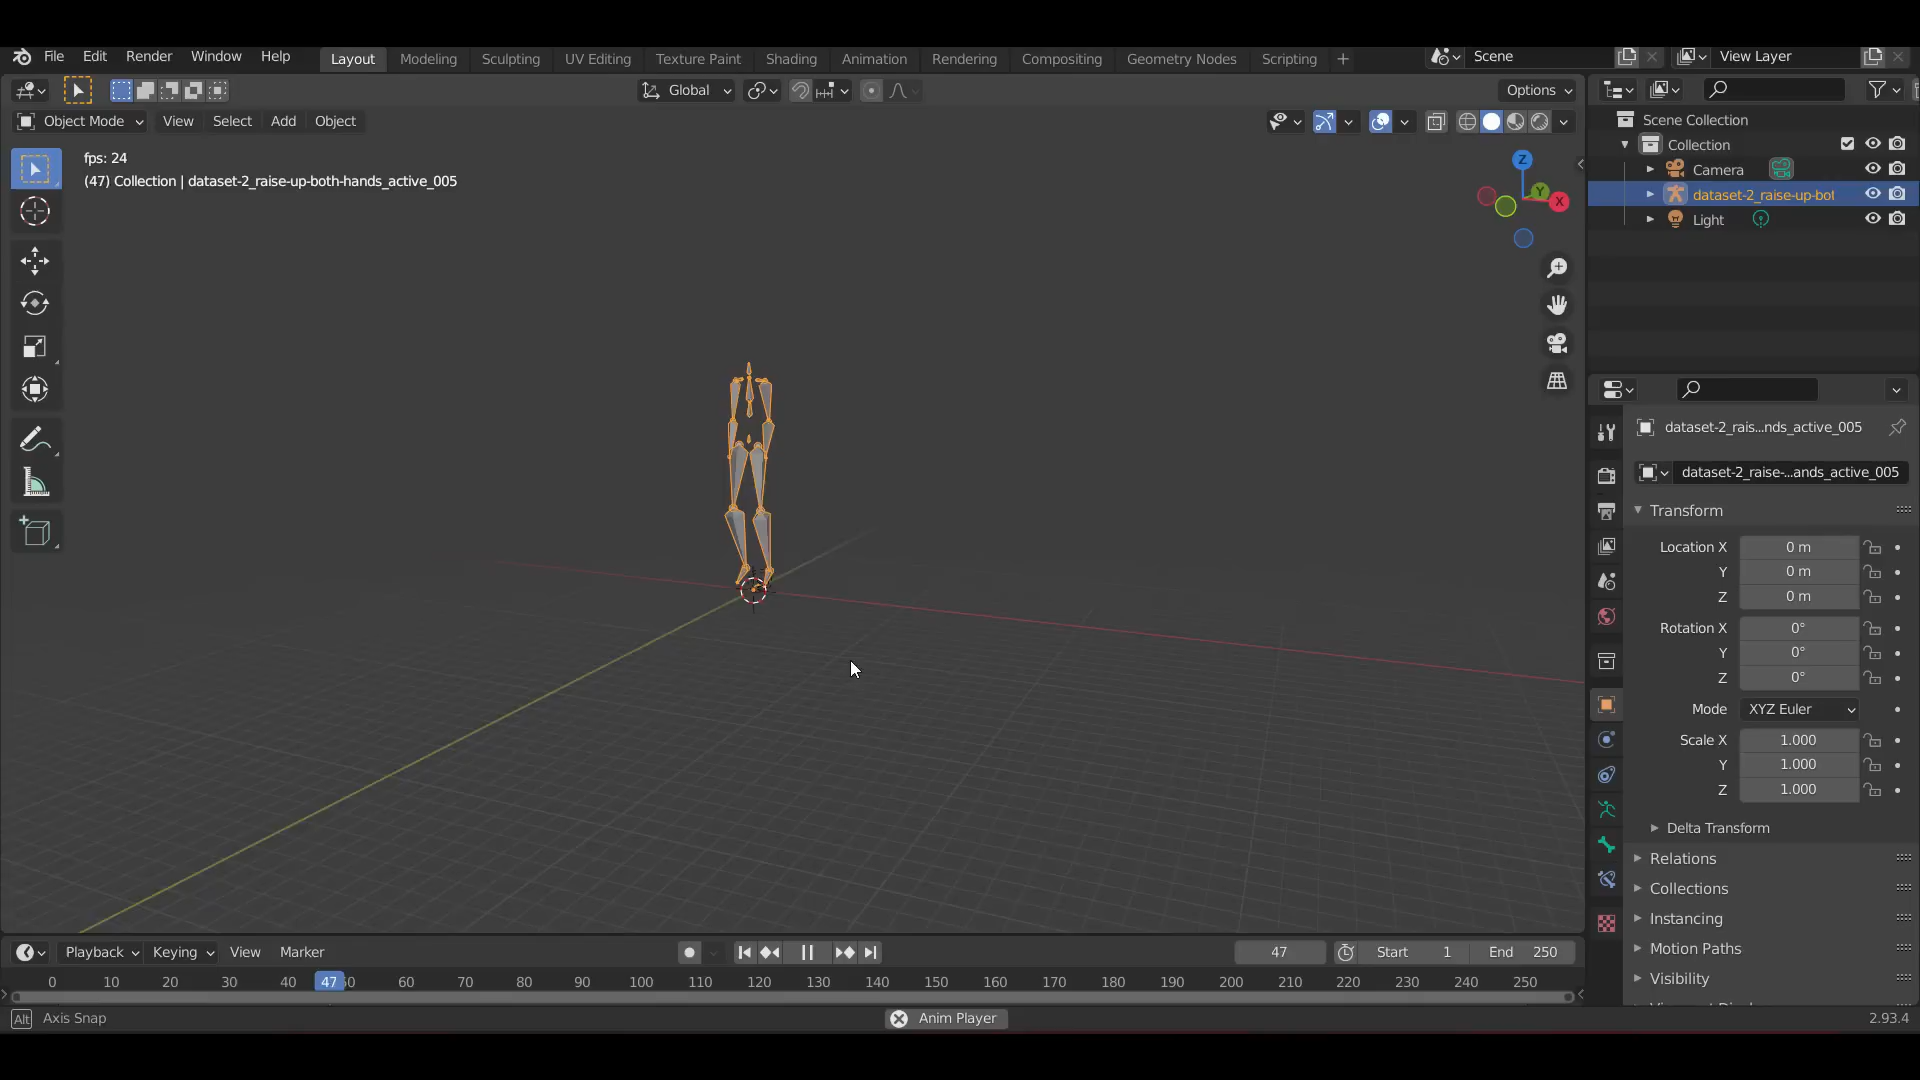 File Edit Render Window Help Layout Modeling Sculpting UV Editing Texture Paint Shading Animation Rendering Compositing Geometry Nodes Scripting + Scene View Layer
Global Options
Object Mode View Select Add Object
fps: 24
(47) Collection | dataset-2_raise-up-both-hands_active_005
Z
Y
X
Scene Collection
Collection
Camera
dataset-2_raise-up-bot
Light
dataset-2_rais...nds_active_005
dataset-2_raise-...ands_active_005
Transform
Location X 0 m
Y 0 m
Z 0 m
Rotation X 0°
Y 0°
Z 0°
Mode XYZ Euler
Scale X 1.000
Y 1.000
Z 1.000
Delta Transform
Relations
Collections
Instancing
Motion Paths
Visibility
Playback Keying View Marker 47 Start 1 End 250
0 10 20 30 40 47 50 60 70 80 90 100 110 120 130 140 150 160 170 180 190 200 210 220 230 240 250
Alt Axis Snap Anim Player 2.93.4